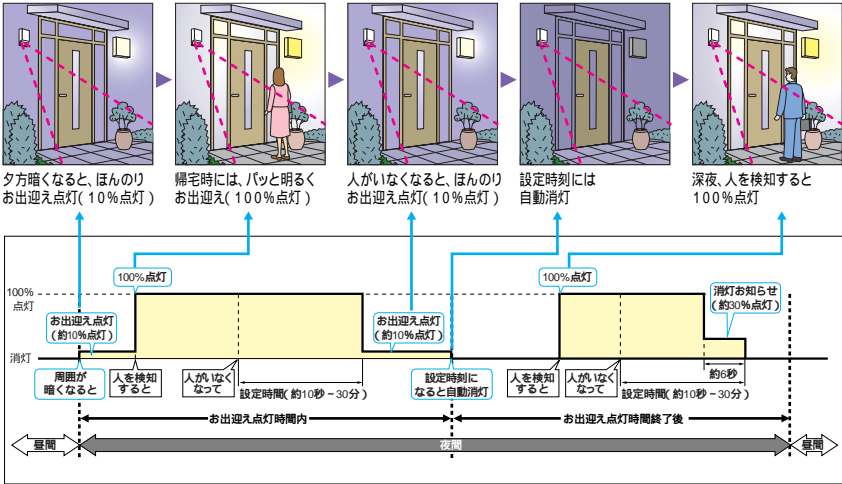 夕方暗くなると、ほんのり
お出迎え点灯(10%点灯)
帰宅時には、パッと明るく
お出迎え(100%点灯)
人がいなくなると、ほんのり
お出迎え点灯(10%点灯)
設定時刻には
自動消灯
深夜、人を検知すると
100%点灯
100%
点灯
消灯
お出迎え点灯
(約10%点灯)
100%点灯
お出迎え点灯
(約10%点灯)
100%点灯
消灯お知らせ
(約30%点灯)
周囲が
暗くなると
人を検知
すると
人がいなく
なって
設定時間(約10秒~30分)
設定時刻に
なると自動消灯
人を検知
すると
人がいなく
なって
設定時間(約10秒~30分)
約6秒
お出迎え点灯時間内
お出迎え点灯時間終了後
昼間
夜間
昼間